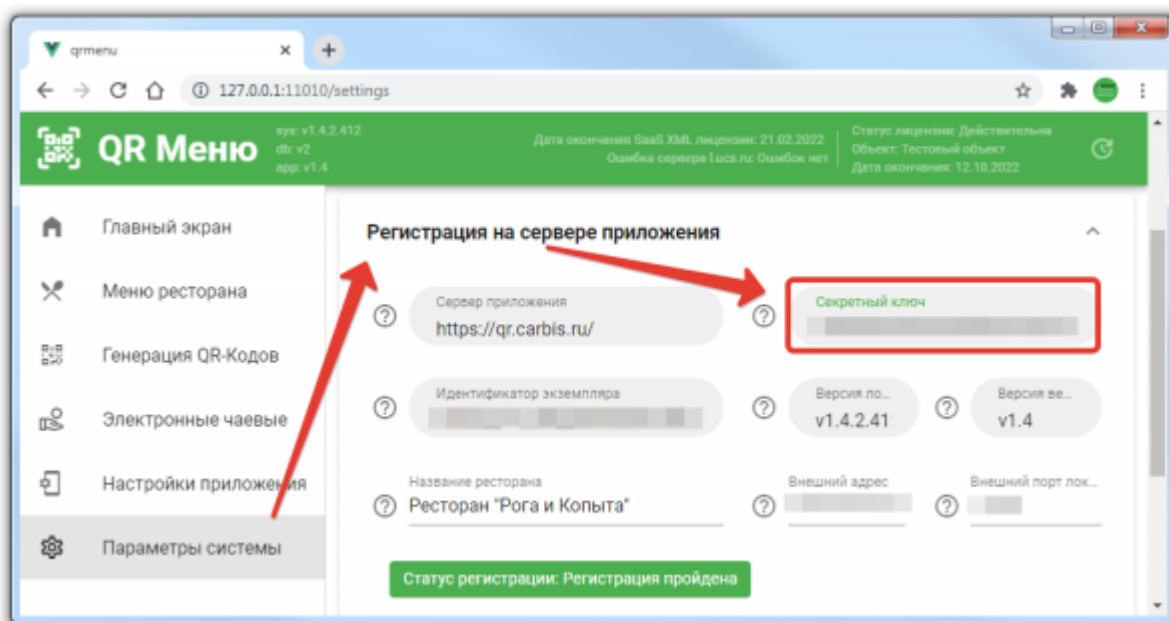 qrmenu
127.0.0.1:11010/settings
QR Меню
sys: v1.4.2.412
db: v2
app: v1.4
Дата окончания SaaS XML лицензии: 21.02.2022
Ошибка сервера l.ucs.ru: Ошибок нет
Статус лицензии: Действительна
Объект: Тестовый объект
Дата окончания: 12.10.2022
Главный экран
Меню ресторана
Генерация QR-Кодов
Электронные чаевые
Настройки приложения
Параметры системы
Регистрация на сервере приложения
Сервер приложения
https://qr.carbis.ru/
Секретный ключ
Идентификатор экземпляра
Версия ло...
v1.4.2.41
Версия ве...
v1.4
Название ресторана
Ресторан "Рога и Копыта"
Внешний адрес
Внешний порт лок...
Статус регистрации: Регистрация пройдена